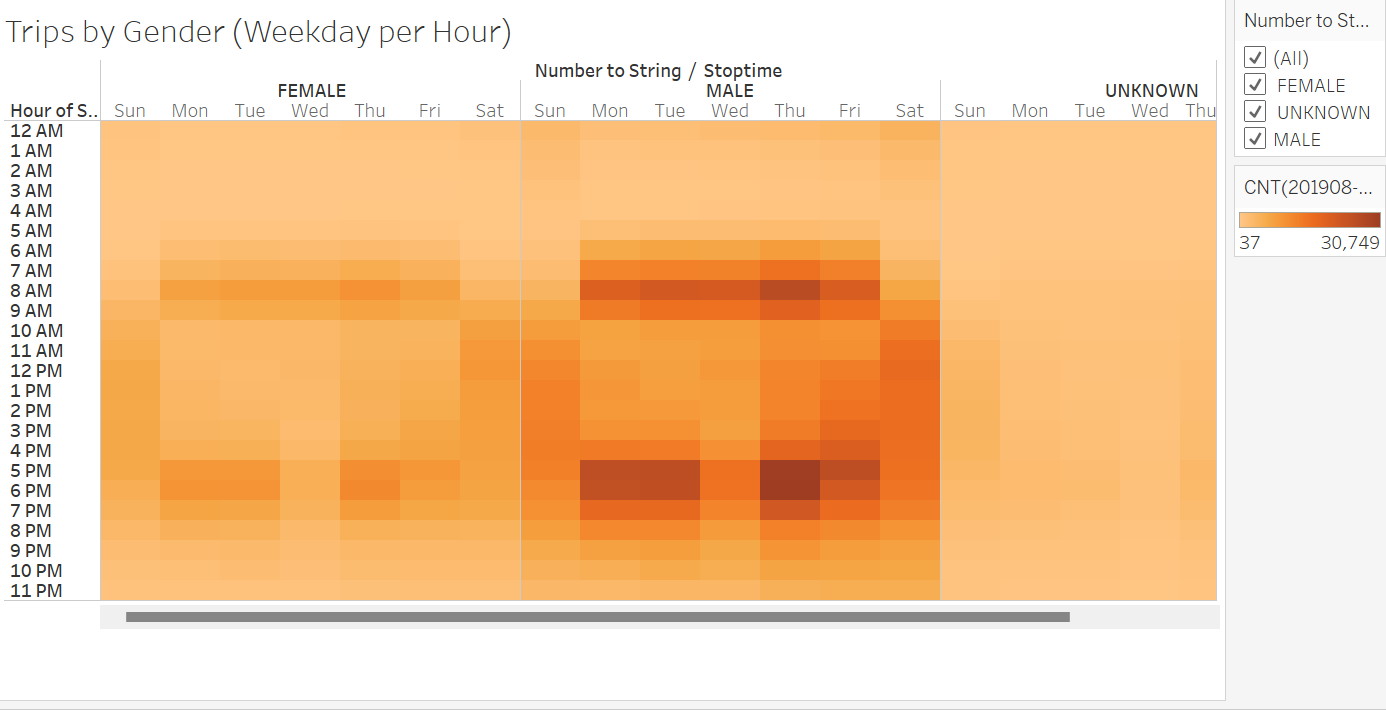 Trips by Gender (Weekday per Hour)
Number to String / Stoptime
FEMALE MALE UNKNOWN
Hour of S.. Sun Mon Tue Wed Thu Fri Sat Sun Mon Tue Wed Thu Fri Sat Sun Mon Tue Wed Thu
12 AM
1 AM
2 AM
3 AM
4 AM
5 AM
6 AM
7 AM
8 AM
9 AM
10 AM
11 AM
12 PM
1 PM
2 PM
3 PM
4 PM
5 PM
6 PM
7 PM
8 PM
9 PM
10 PM
11 PM
Number to St...
(All)
FEMALE
UNKNOWN
MALE
CNT(201908-...
37 30,749